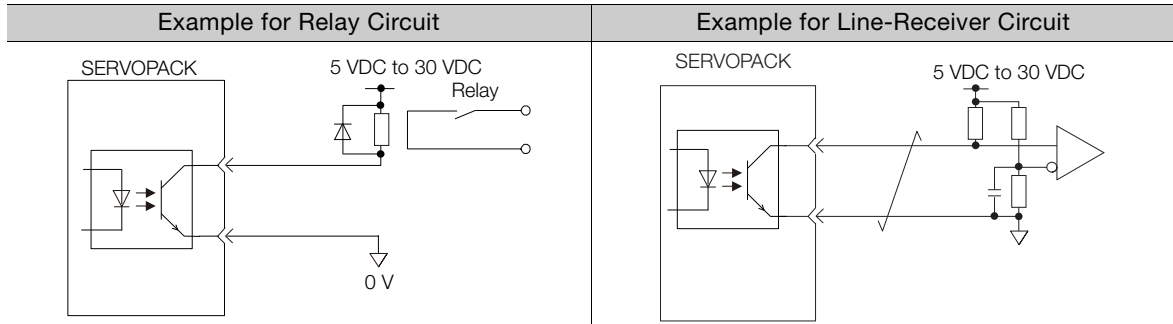 Example for Relay Circuit
SERVOPACK
5 VDC to 30 VDC
Relay
0 V
Example for Line-Receiver Circuit
SERVOPACK
5 VDC to 30 VDC